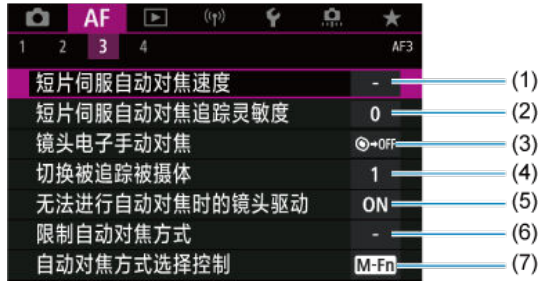 AF
1 2 3 4 AF3
短片伺服自动对焦速度 - (1)
短片伺服自动对焦追踪灵敏度 0 (2)
镜头电子手动对焦 ◎→OFF (3)
切换被追踪被摄体 1 (4)
无法进行自动对焦时的镜头驱动 ON (5)
限制自动对焦方式 - (6)
自动对焦方式选择控制 M-Fn (7)